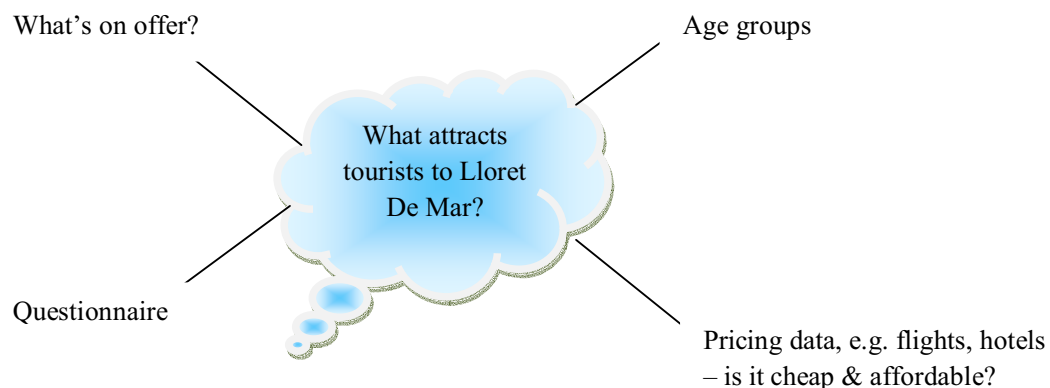 What’s on offer?
Age groups
What attracts
tourists to Lloret
De Mar?
Questionnaire
Pricing data, e.g. flights, hotels
– is it cheap & affordable?